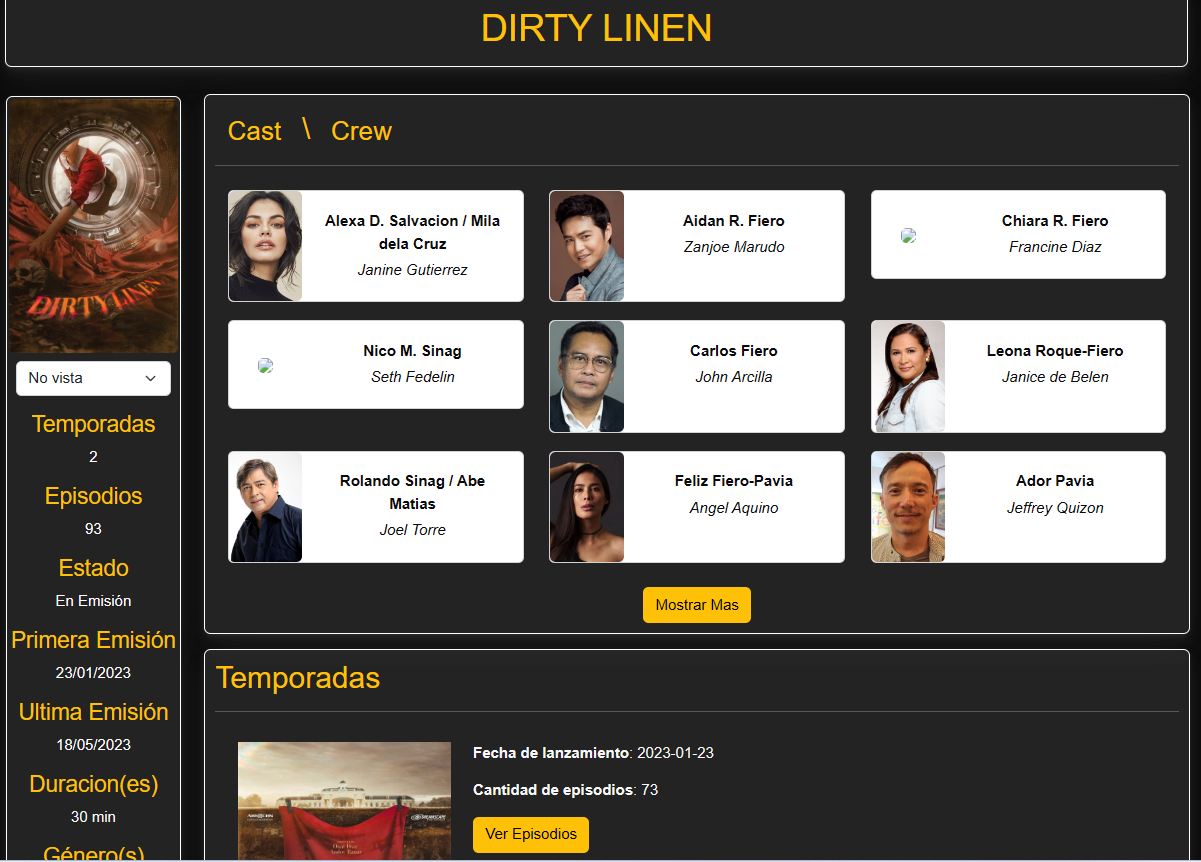 DIRTY LINEN
DIRTY LINEN
No vista
Temporadas
2
Episodios
93
Estado
En Emisión
Primera Emisión
23/01/2023
Ultima Emisión
18/05/2023
Duracion(es)
30 min
Género(s)
Cast \ Crew
Alexa D. Salvacion / Mila
dela Cruz
Janine Gutierrez
Aidan R. Fiero
Zanjoe Marudo
Chiara R. Fiero
Francine Diaz
Nico M. Sinag
Seth Fedelin
Carlos Fiero
John Arcilla
Leona Roque-Fiero
Janice de Belen
Rolando Sinag / Abe
Matias
Joel Torre
Feliz Fiero-Pavia
Angel Aquino
Ador Pavia
Jeffrey Quizon
Mostrar Mas
Temporadas
Fecha de lanzamiento: 2023-01-23
Cantidad de episodios: 73
Ver Episodios